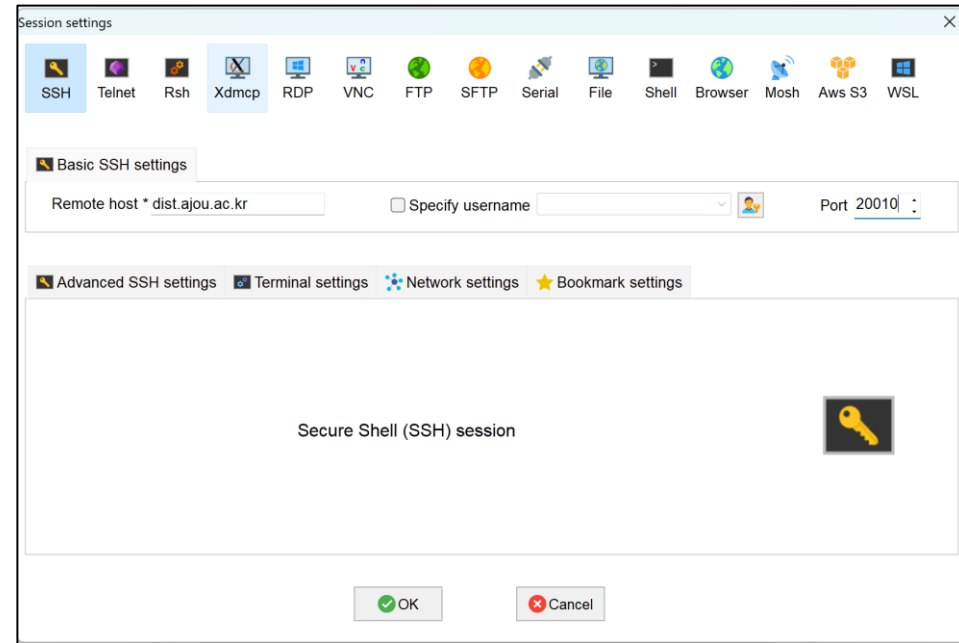 Session settings
SSH Telnet Rsh Xdmcp RDP VNC FTP SFTP Serial File Shell Browser Mosh Aws S3 WSL
Basic SSH settings
Remote host * dist.ajou.ac.kr Specify username Port 20010
Advanced SSH settings Terminal settings Network settings Bookmark settings
Secure Shell (SSH) session
OK Cancel